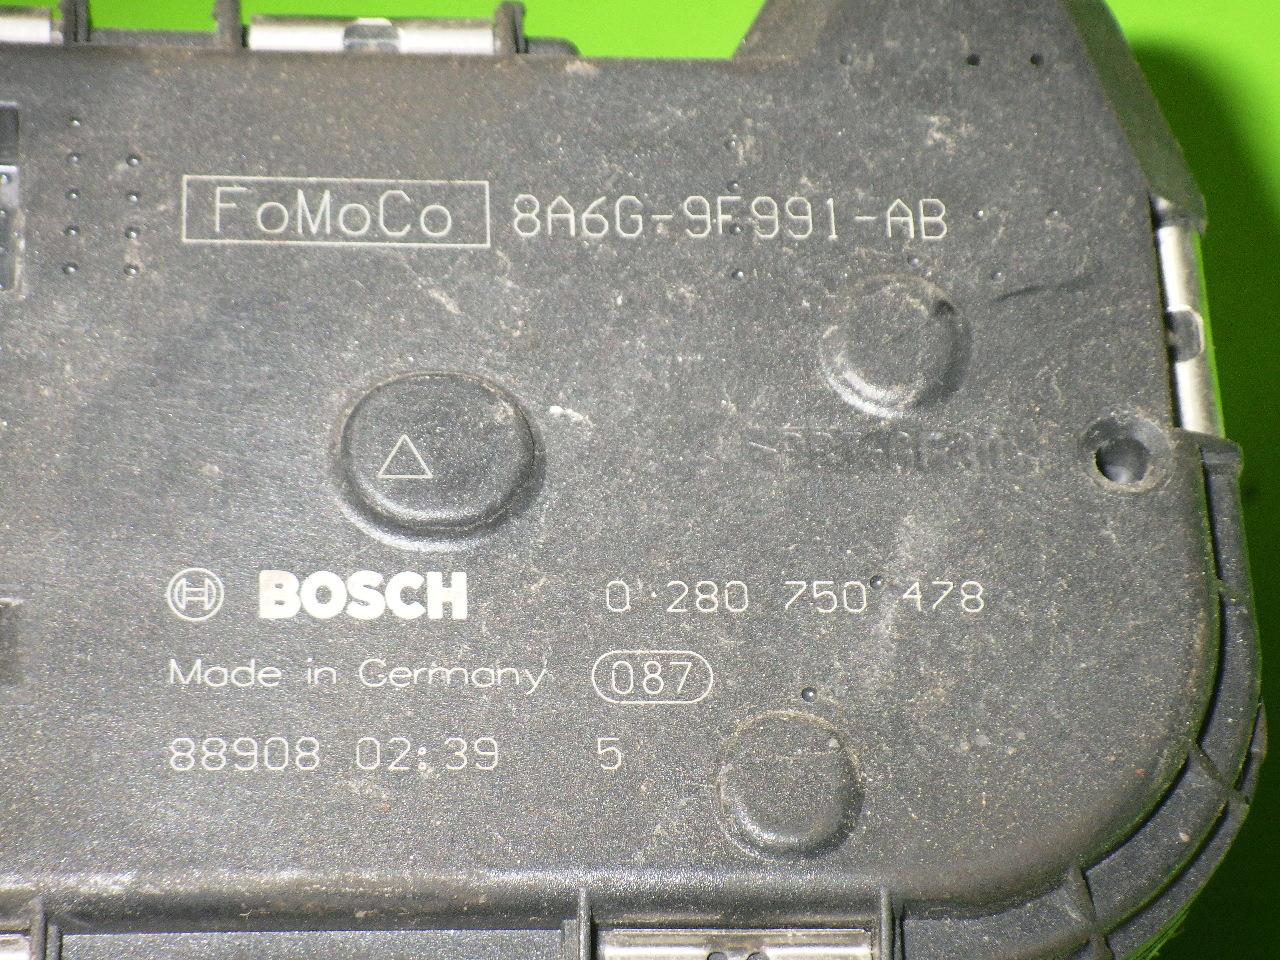 FoMoCo 8A6G-9F991-AB
BOSCH 0 280 750 478
Made in Germany 087
88908 02:39 5